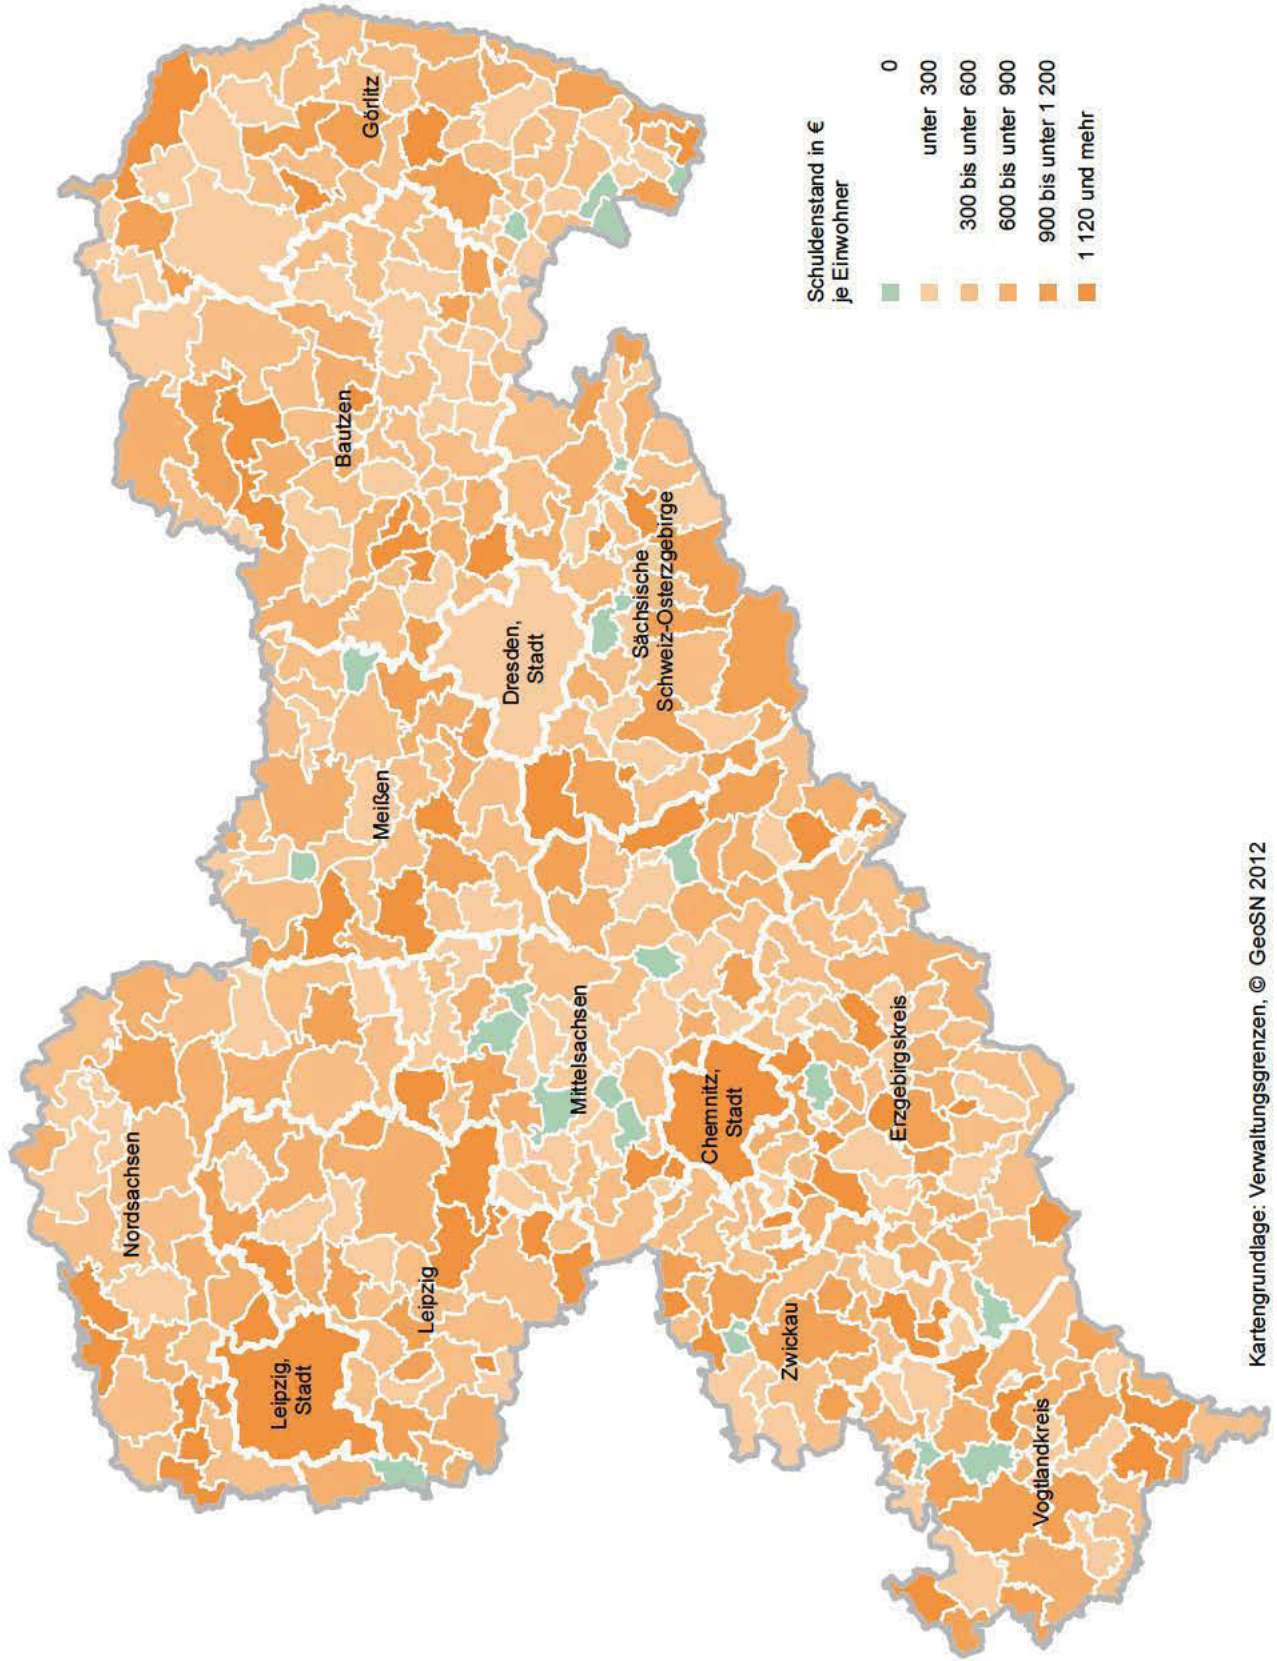 Nordsachsen
Leipzig,
Stadt
Leipzig
Meißen
Bautzen
Görlitz
Dresden,
Stadt
Mittelsachsen
Sächsische
Schweiz-Osterzgebirge
Chemnitz,
Stadt
Zwickau
Erzgebirgskreis
Vogtlandkreis
Schuldenstand in €
je Einwohner
0
unter 300
300 bis unter 600
600 bis unter 900
900 bis unter 1 200
1 120 und mehr
Kartengrundlage: Verwaltungsgrenzen, © GeoSN 2012